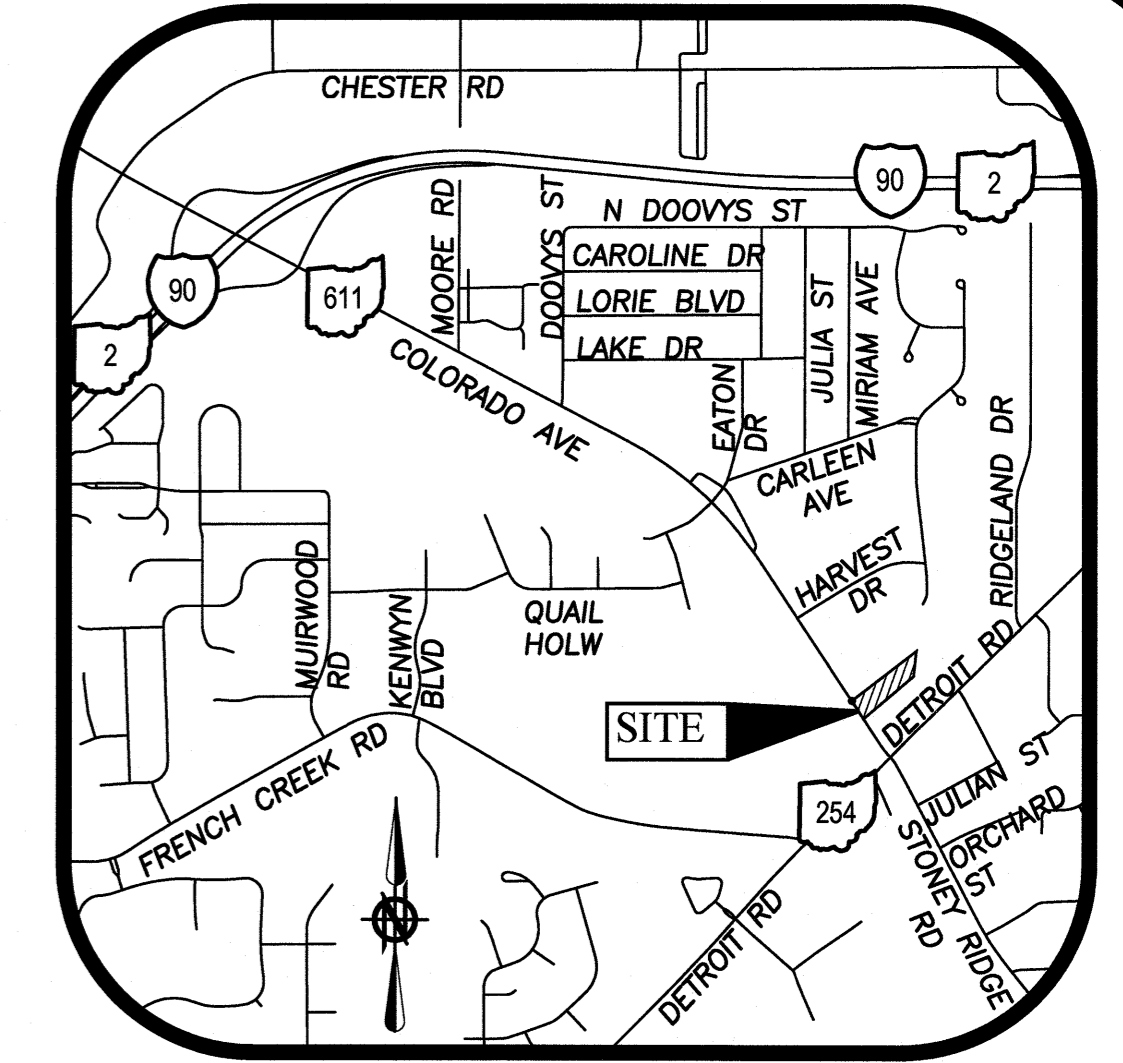 CHESTER RD
90
2
N DOOVYS ST
MOORE RD
DOOVYS ST
CAROLINE DR
LORIE BLVD
LAKE DR
JULIA ST
MIRIAM AVE
90
611
2
COLORADO AVE
EATON
DR
CARLEEN
AVE
RIDGELAND DR
HARVEST
DR
MUIRWOOD
RD
KENWYN
BLVD
QUAIL
HOLW
SITE
DETROIT RD
FRENCH CREEK RD
254
JULIAN ST
ORCHARD
ST
STONEY RIDGE
RD
DETROIT RD
N